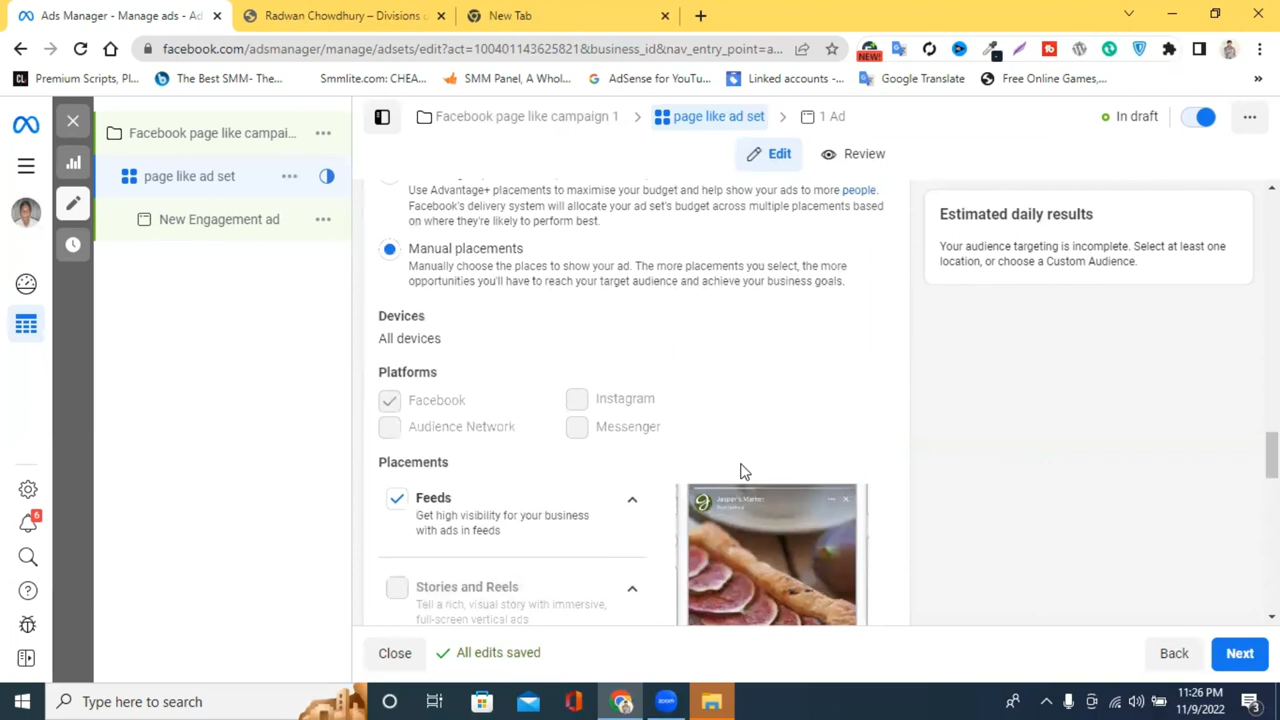 Ads Manager - Manage ads - Ad
Radwan Chowdhury – Divisions o
New Tab
facebook.com/adsmanager/manage/adsets/edit?act=100401143625821&business_id&nav_entry_point=a...
NEW!
CL Premium Scripts, Pl...
The Best SMM- The...
Smmlite.com: CHEA...
SMM Panel, A Whol...
AdSense for YouTu...
Linked accounts -...
Google Translate
Free Online Games,...
»
Facebook page like campai...
page like ad set
New Engagement ad
Facebook page like campaign 1
page like ad set
1 Ad
In draft
Edit
Review
Use Advantage+ placements to maximise your budget and help show your ads to more people.
Facebook's delivery system will allocate your ad set's budget across multiple placements based
on where they're likely to perform best.
Manual placements
Manually choose the places to show your ad. The more placements you select, the more
opportunities you'll have to reach your target audience and achieve your business goals.
Devices
All devices
Platforms
Facebook
Instagram
Audience Network
Messenger
Placements
Feeds
Get high visibility for your business
with ads in feeds
Stories and Reels
Tell a rich, visual story with immersive,
full-screen vertical ads
Jasper's Market
Estimated daily results
Your audience targeting is incomplete. Select at least one
location, or choose a Custom Audience.
6
Close
All edits saved
Back
Next
Type here to search
11:26 PM
11/9/2022
3